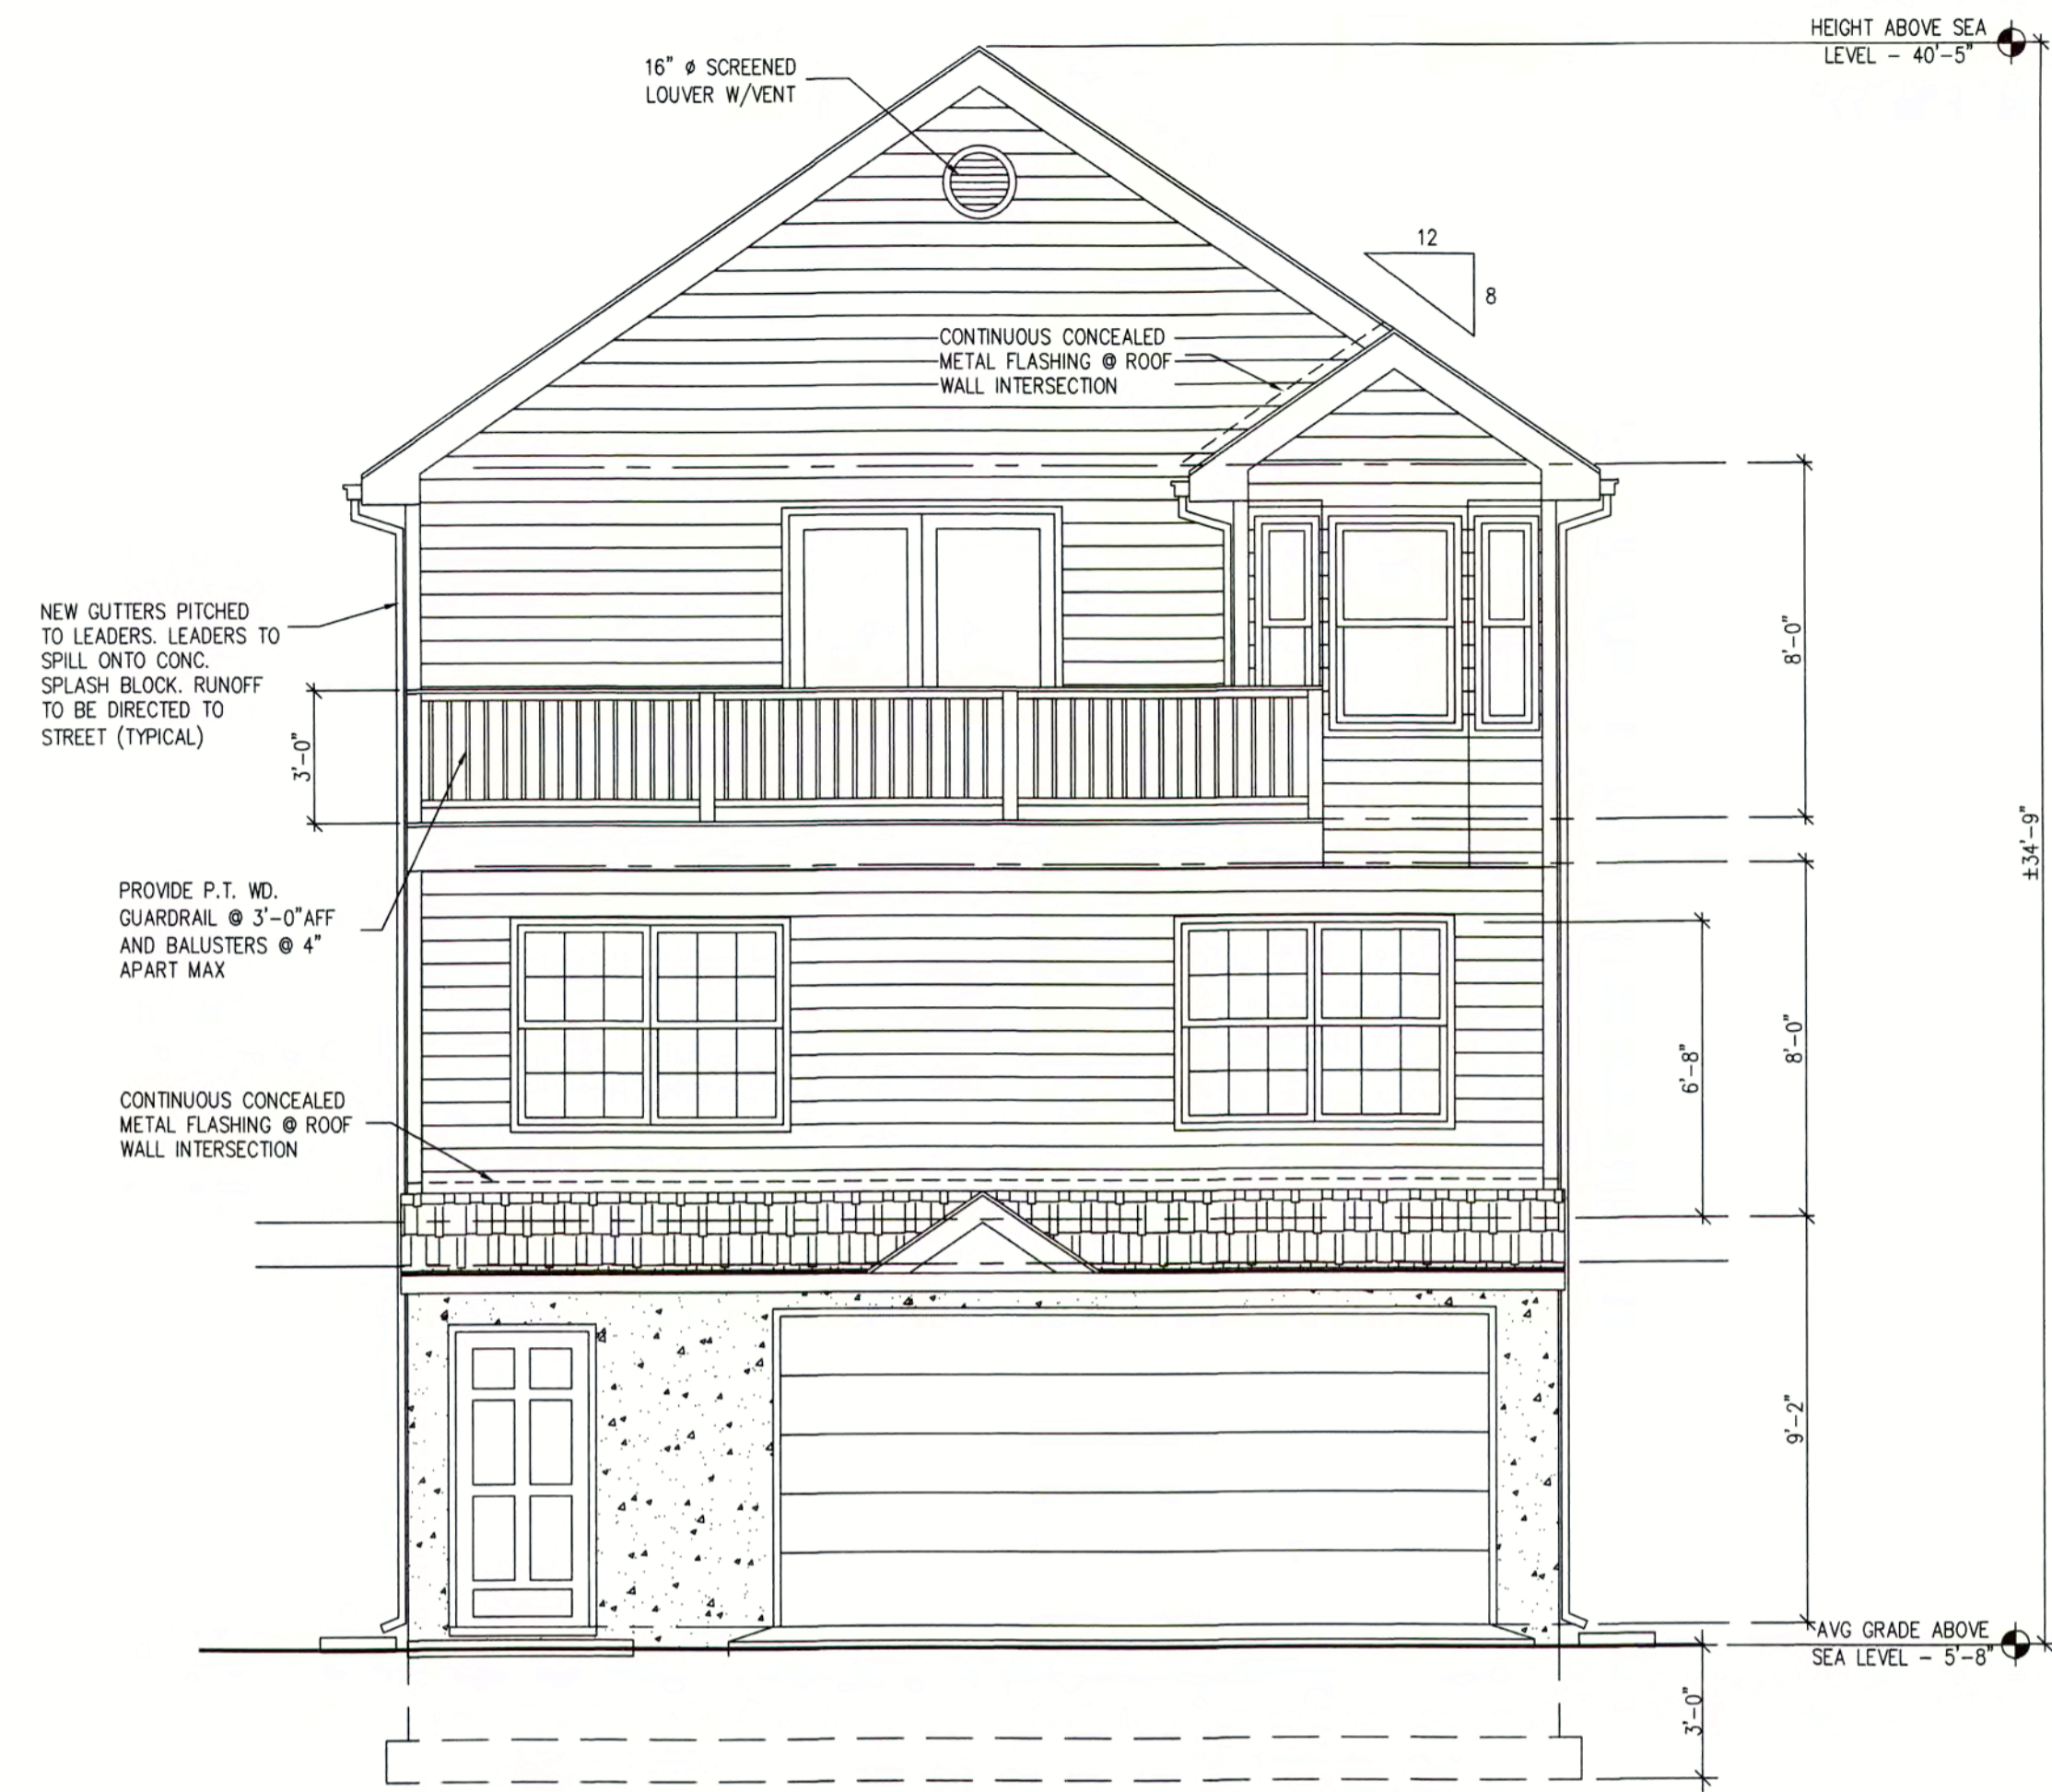 HEIGHT ABOVE SEA
LEVEL - 40'-5"
16" ø SCREENED
LOUVER W/VENT
12
8
CONTINUOUS CONCEALED
METAL FLASHING @ ROOF
WALL INTERSECTION
NEW GUTTERS PITCHED
TO LEADERS. LEADERS TO
SPILL ONTO CONC.
SPLASH BLOCK. RUNOFF
TO BE DIRECTED TO
STREET (TYPICAL)
3'-0"
8'-0"
±34'-9"
PROVIDE P.T. WD.
GUARDRAIL @ 3'-0"AFF
AND BALUSTERS @ 4"
APART MAX
6'-8"
8'-0"
CONTINUOUS CONCEALED
METAL FLASHING @ ROOF
WALL INTERSECTION
9'-2"
AVG GRADE ABOVE
SEA LEVEL - 5'-8"
3'-0"